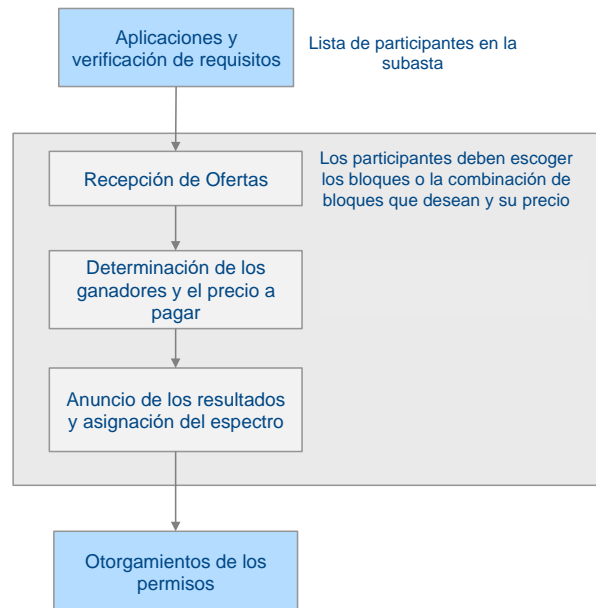 Aplicaciones y
verificación de requisitos
Lista de participantes en la
subasta
Recepción de Ofertas
Los participantes deben escoger
los bloques o la combinación de
bloques que desean y su precio
Determinación de los
ganadores y el precio a
pagar
Anuncio de los resultados
y asignación del espectro
Otorgamientos de los
permisos